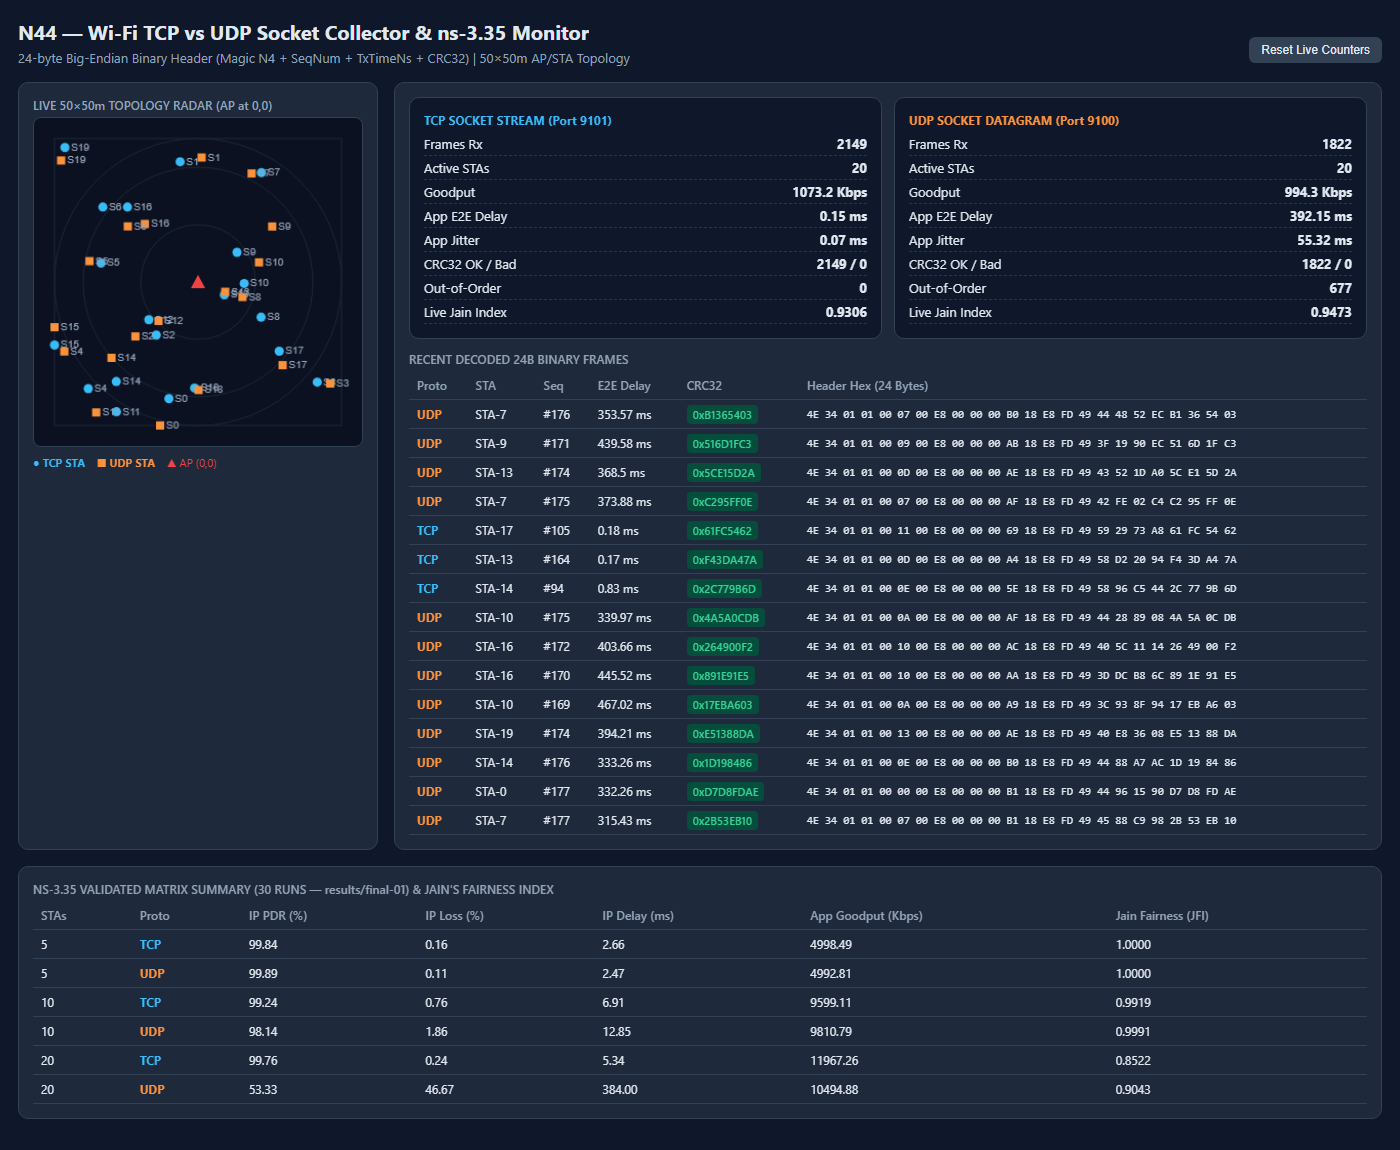 N44 — Wi-Fi TCP vs UDP Socket Collector & ns-3.35 Monitor
24-byte Big-Endian Binary Header (Magic N4 + SeqNum + TxTimeNs + CRC32) | 50×50m AP/STA Topology
Reset Live Counters
LIVE 50×50m TOPOLOGY RADAR (AP at 0,0)
S19
S19
S1
S1
S7
S6 S16
S16
S9
S9
S10
S5
S10
S8
S8
S15
S12
S2
S2
S15
S4
S14
S17
S17
S14
S4
S3
S18
S0
S11
S0
● TCP STA ■ UDP STA ▲ AP (0,0)
TCP SOCKET STREAM (Port 9101)
Frames Rx 2149
Active STAs 20
Goodput 1073.2 Kbps
App E2E Delay 0.15 ms
App Jitter 0.07 ms
CRC32 OK / Bad 2149 / 0
Out-of-Order 0
Live Jain Index 0.9306
UDP SOCKET DATAGRAM (Port 9100)
Frames Rx 1822
Active STAs 20
Goodput 994.3 Kbps
App E2E Delay 392.15 ms
App Jitter 55.32 ms
CRC32 OK / Bad 1822 / 0
Out-of-Order 677
Live Jain Index 0.9473
RECENT DECODED 24B BINARY FRAMES
Proto STA Seq E2E Delay CRC32 Header Hex (24 Bytes)
UDP STA-7 #176 353.57 ms 0xB1365403 4E 34 01 01 00 07 00 E8 00 00 00 B0 18 E8 FD 49 44 48 52 EC B1 36 54 03
UDP STA-9 #171 439.58 ms 0x516D1FC3 4E 34 01 01 00 09 00 E8 00 00 00 AB 18 E8 FD 49 3F 19 90 EC 51 6D 1F C3
UDP STA-13 #174 368.5 ms 0x5CE15D2A 4E 34 01 01 00 0D 00 E8 00 00 00 AE 18 E8 FD 49 43 52 1D A0 5C E1 5D 2A
UDP STA-7 #175 373.88 ms 0xC295FF0E 4E 34 01 01 00 07 00 E8 00 00 00 AF 18 E8 FD 49 42 FE 02 C4 C2 95 FF 0E
TCP STA-17 #105 0.18 ms 0x61FC5462 4E 34 01 01 00 11 00 E8 00 00 00 69 18 E8 FD 49 59 29 73 A8 61 FC 54 62
TCP STA-13 #164 0.17 ms 0xF43DA47A 4E 34 01 01 00 0D 00 E8 00 00 00 A4 18 E8 FD 49 58 D2 20 94 F4 3D A4 7A
TCP STA-14 #94 0.83 ms 0x2C779B6D 4E 34 01 01 00 0E 00 E8 00 00 00 5E 18 E8 FD 49 58 96 C5 44 2C 77 9B 6D
UDP STA-10 #175 339.97 ms 0x4A5A0CDB 4E 34 01 01 00 0A 00 E8 00 00 00 AF 18 E8 FD 49 44 28 89 08 4A 5A 0C DB
UDP STA-16 #172 403.66 ms 0x264900F2 4E 34 01 01 00 10 00 E8 00 00 00 AC 18 E8 FD 49 40 5C 11 14 26 49 00 F2
UDP STA-16 #170 445.52 ms 0x891E91E5 4E 34 01 01 00 10 00 E8 00 00 00 AA 18 E8 FD 49 3D DC B8 6C 89 1E 91 E5
UDP STA-10 #169 467.02 ms 0x17EBA603 4E 34 01 01 00 0A 00 E8 00 00 00 A9 18 E8 FD 49 3C 93 8F 94 17 EB A6 03
UDP STA-19 #174 394.21 ms 0xE51388DA 4E 34 01 01 00 13 00 E8 00 00 00 AE 18 E8 FD 49 40 E8 36 08 E5 13 88 DA
UDP STA-14 #176 333.26 ms 0x1D198486 4E 34 01 01 00 0E 00 E8 00 00 00 B0 18 E8 FD 49 44 88 A7 AC 1D 19 84 86
UDP STA-0 #177 332.26 ms 0xD7D8FDAE 4E 34 01 01 00 00 00 E8 00 00 00 B1 18 E8 FD 49 44 96 15 90 D7 D8 FD AE
UDP STA-7 #177 315.43 ms 0x2B53EB10 4E 34 01 01 00 07 00 E8 00 00 00 B1 18 E8 FD 49 45 88 C9 98 2B 53 EB 10
NS-3.35 VALIDATED MATRIX SUMMARY (30 RUNS — results/final-01) & JAIN'S FAIRNESS INDEX
STAs Proto IP PDR (%) IP Loss (%) IP Delay (ms) App Goodput (Kbps) Jain Fairness (JFI)
5 TCP 99.84 0.16 2.66 4998.49 1.0000
5 UDP 99.89 0.11 2.47 4992.81 1.0000
10 TCP 99.24 0.76 6.91 9599.11 0.9919
10 UDP 98.14 1.86 12.85 9810.79 0.9991
20 TCP 99.76 0.24 5.34 11967.26 0.8522
20 UDP 53.33 46.67 384.00 10494.88 0.9043